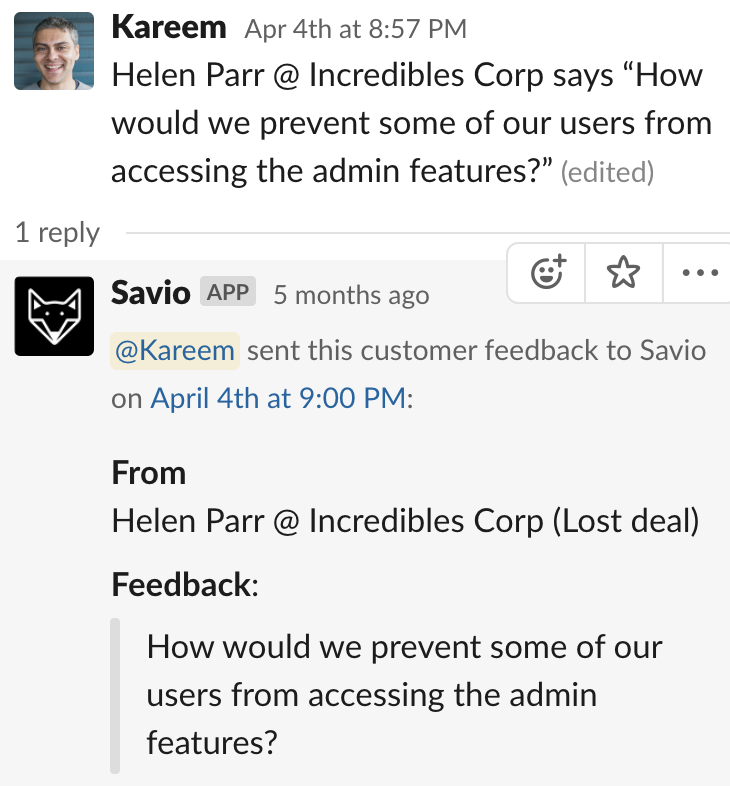 Kareem Apr 4th at 8:57 PM
Helen Parr @ Incredibles Corp says “How
would we prevent some of our users from
accessing the admin features?” (edited)
1 reply
Savio APP 5 months ago
@Kareem sent this customer feedback to Savio
on April 4th at 9:00 PM:
From
Helen Parr @ Incredibles Corp (Lost deal)
Feedback:
How would we prevent some of our
users from accessing the admin
features?